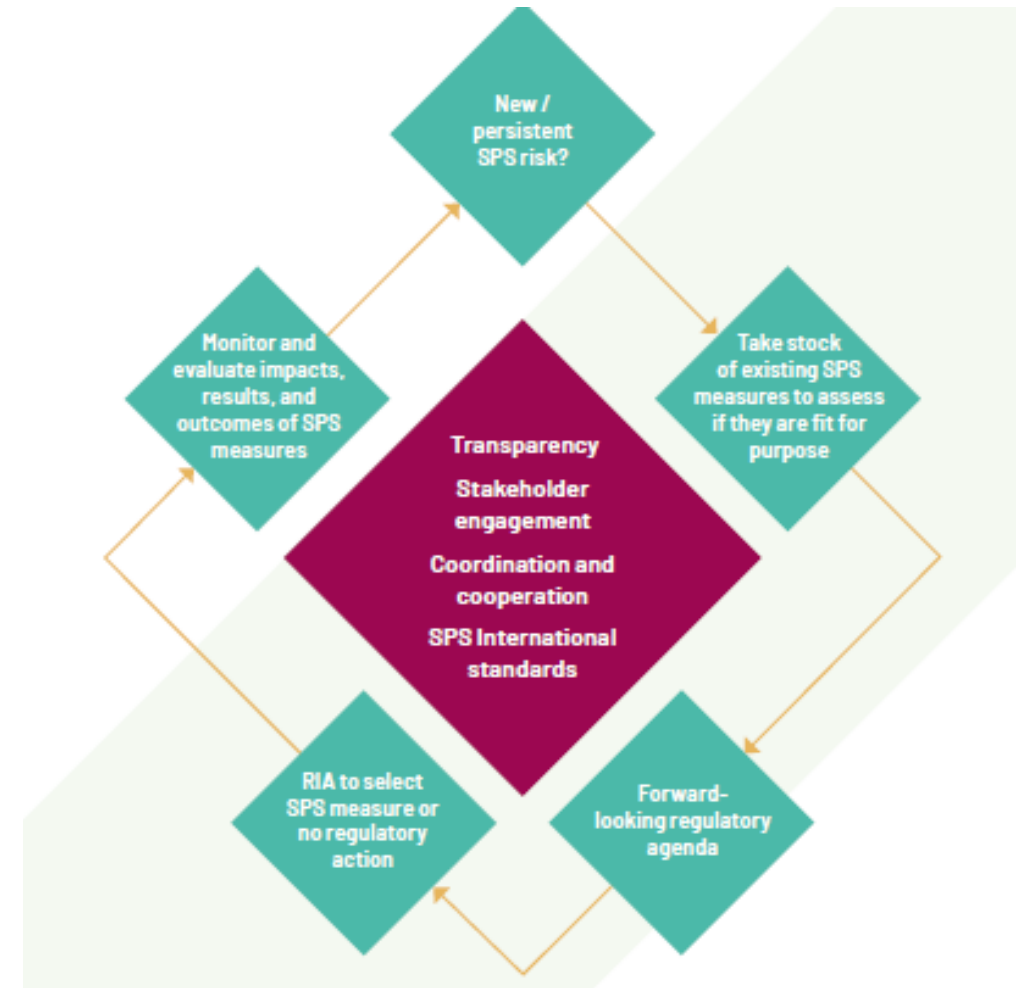 New /
persistent
SPS risk?
Monitor and
evaluate impacts,
results, and
outcomes of SPS
measures
Take stock
of existing SPS
measures to assess
if they are fit for
purpose
Transparency
Stakeholder
engagement
Coordination and
cooperation
SPS International
standards
RIA to select
SPS measure or
no regulatory
action
Forward-
looking regulatory
agenda